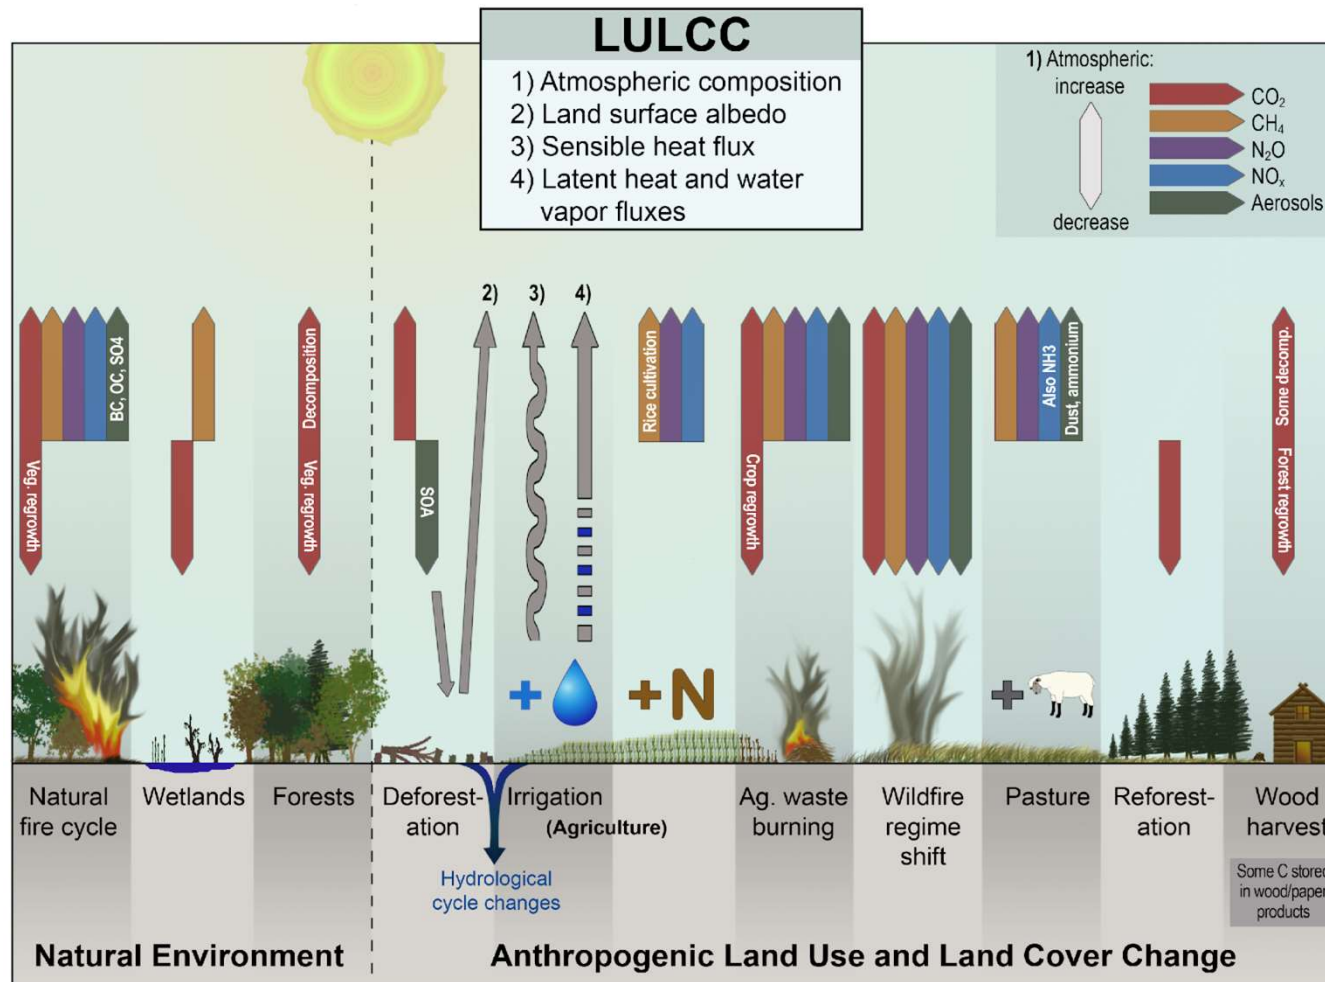 LULCC
1) Atmospheric composition
2) Land surface albedo
3) Sensible heat flux
4) Latent heat and water
vapor fluxes
1) Atmospheric:
increase
decrease
CO₂
CH₄
N₂O
NOₓ
Aerosols
2)
3)
4)
Veg. regrowth
BC, OC, SO4
Decomposition
Veg. regrowth
SOA
Rice cultivation
Crop regrowth
Also NH3
Dust, ammonium
Some decomp.
Forest regrowth
+
+N
+
Natural
fire cycle
Wetlands
Forests
Deforest-
ation
Irrigation
(Agriculture)
Ag. waste
burning
Wildfire
regime
shift
Pasture
Reforest-
ation
Wood
harvest
Hydrological
cycle changes
Some C stored
in wood/paper
products
Natural Environment
Anthropogenic Land Use and Land Cover Change